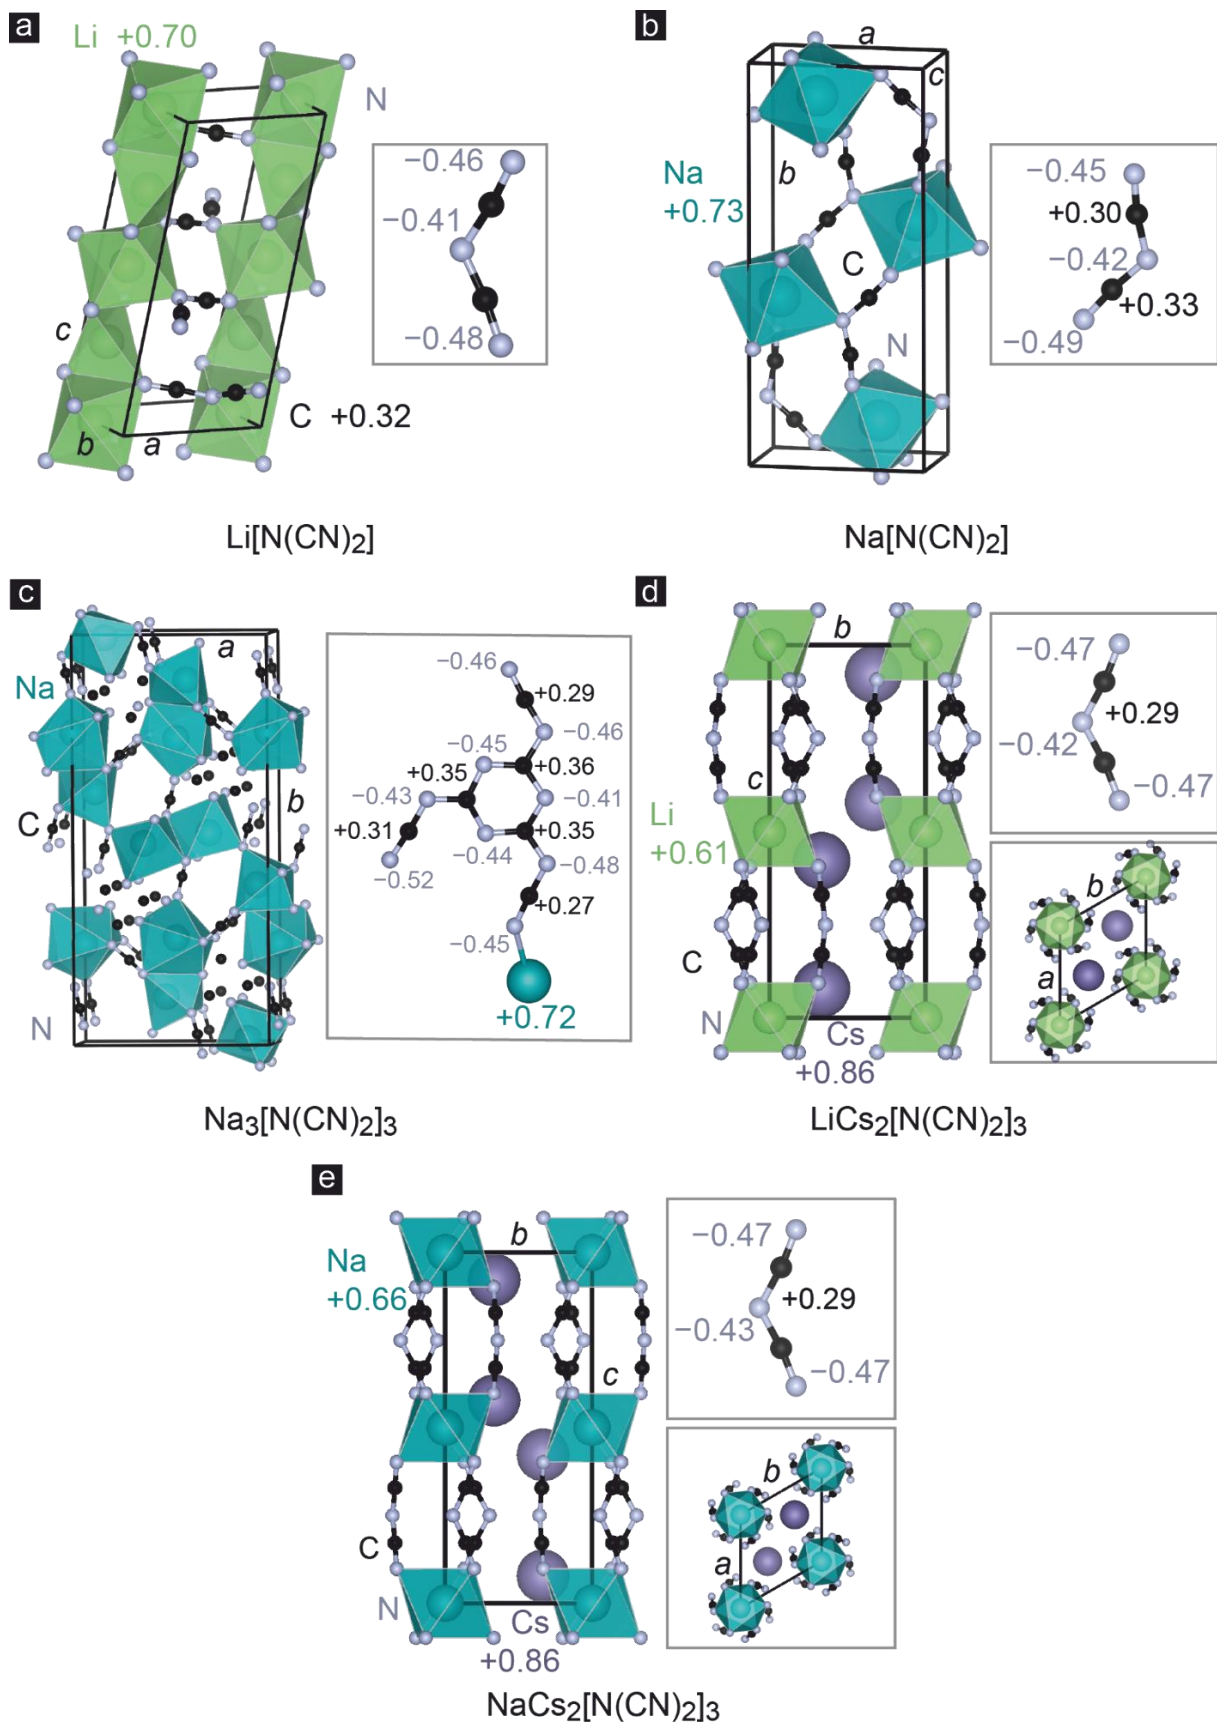 a
Li +0.70
N
−0.46
−0.41
−0.48
c
b
a
C +0.32
Li[N(CN)2]
b
a
c
b
Na
+0.73
C
N
−0.45
+0.30
−0.42
+0.33
−0.49
Na[N(CN)2]
c
a
Na
b
C
N
−0.46
+0.29
−0.46
−0.45
+0.35
+0.36
−0.43
−0.41
+0.31
+0.35
−0.44
−0.48
−0.52
+0.27
−0.45
+0.72
Na3[N(CN)2]3
d
b
c
Li
+0.61
C
N
Cs
+0.86
−0.47
+0.29
−0.42
−0.47
b
a
LiCs2[N(CN)2]3
e
b
Na
+0.66
c
C
N
Cs
+0.86
−0.47
+0.29
−0.43
−0.47
b
a
NaCs2[N(CN)2]3